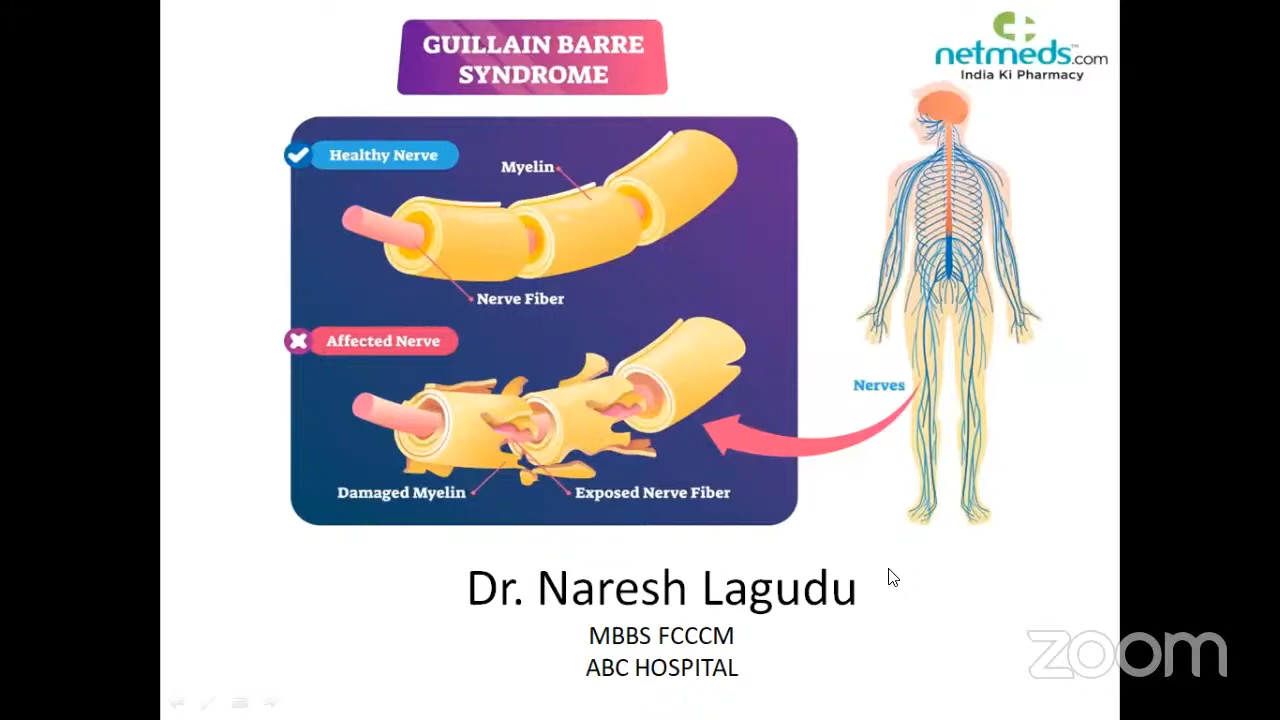 GUILLAIN BARRE
SYNDROME
netmeds.com
India Ki Pharmacy
Healthy Nerve
Myelin
Nerve Fiber
Affected Nerve
Nerves
Damaged Myelin
Exposed Nerve Fiber
Dr. Naresh Lagudu
MBBS FCCCM
ABC HOSPITAL
zoom